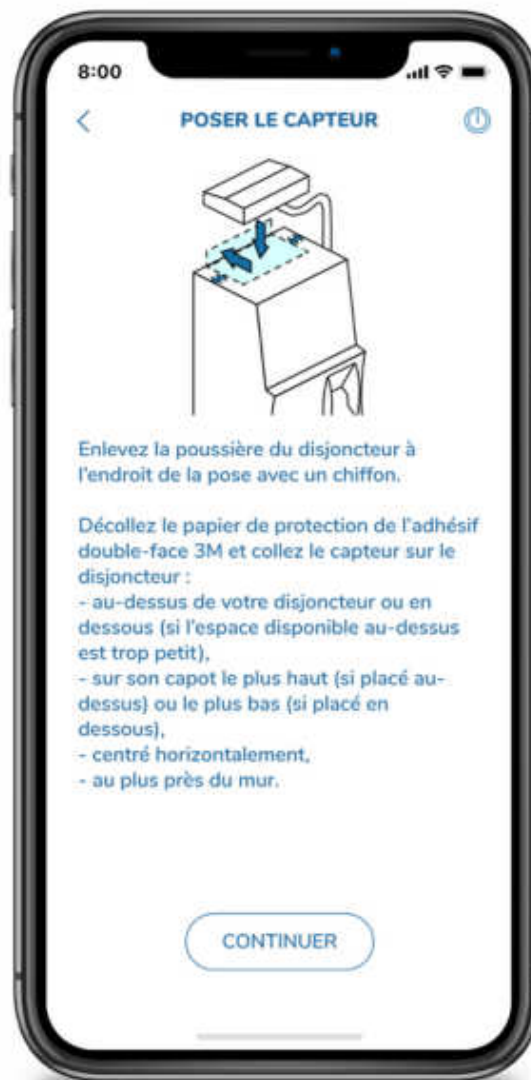 8:00
POSER LE CAPTEUR
Enlevez la poussière du disjoncteur à
l'endroit de la pose avec un chiffon.
Décollez le papier de protection de l'adhésif
double-face 3M et collez le capteur sur le
disjoncteur :
- au-dessus de votre disjoncteur ou en
dessous (si l'espace disponible au-dessus
est trop petit),
- sur son capot le plus haut (si placé au-
dessus) ou le plus bas (si placé en
dessous),
- centré horizontalement,
- au plus près du mur.
CONTINUER